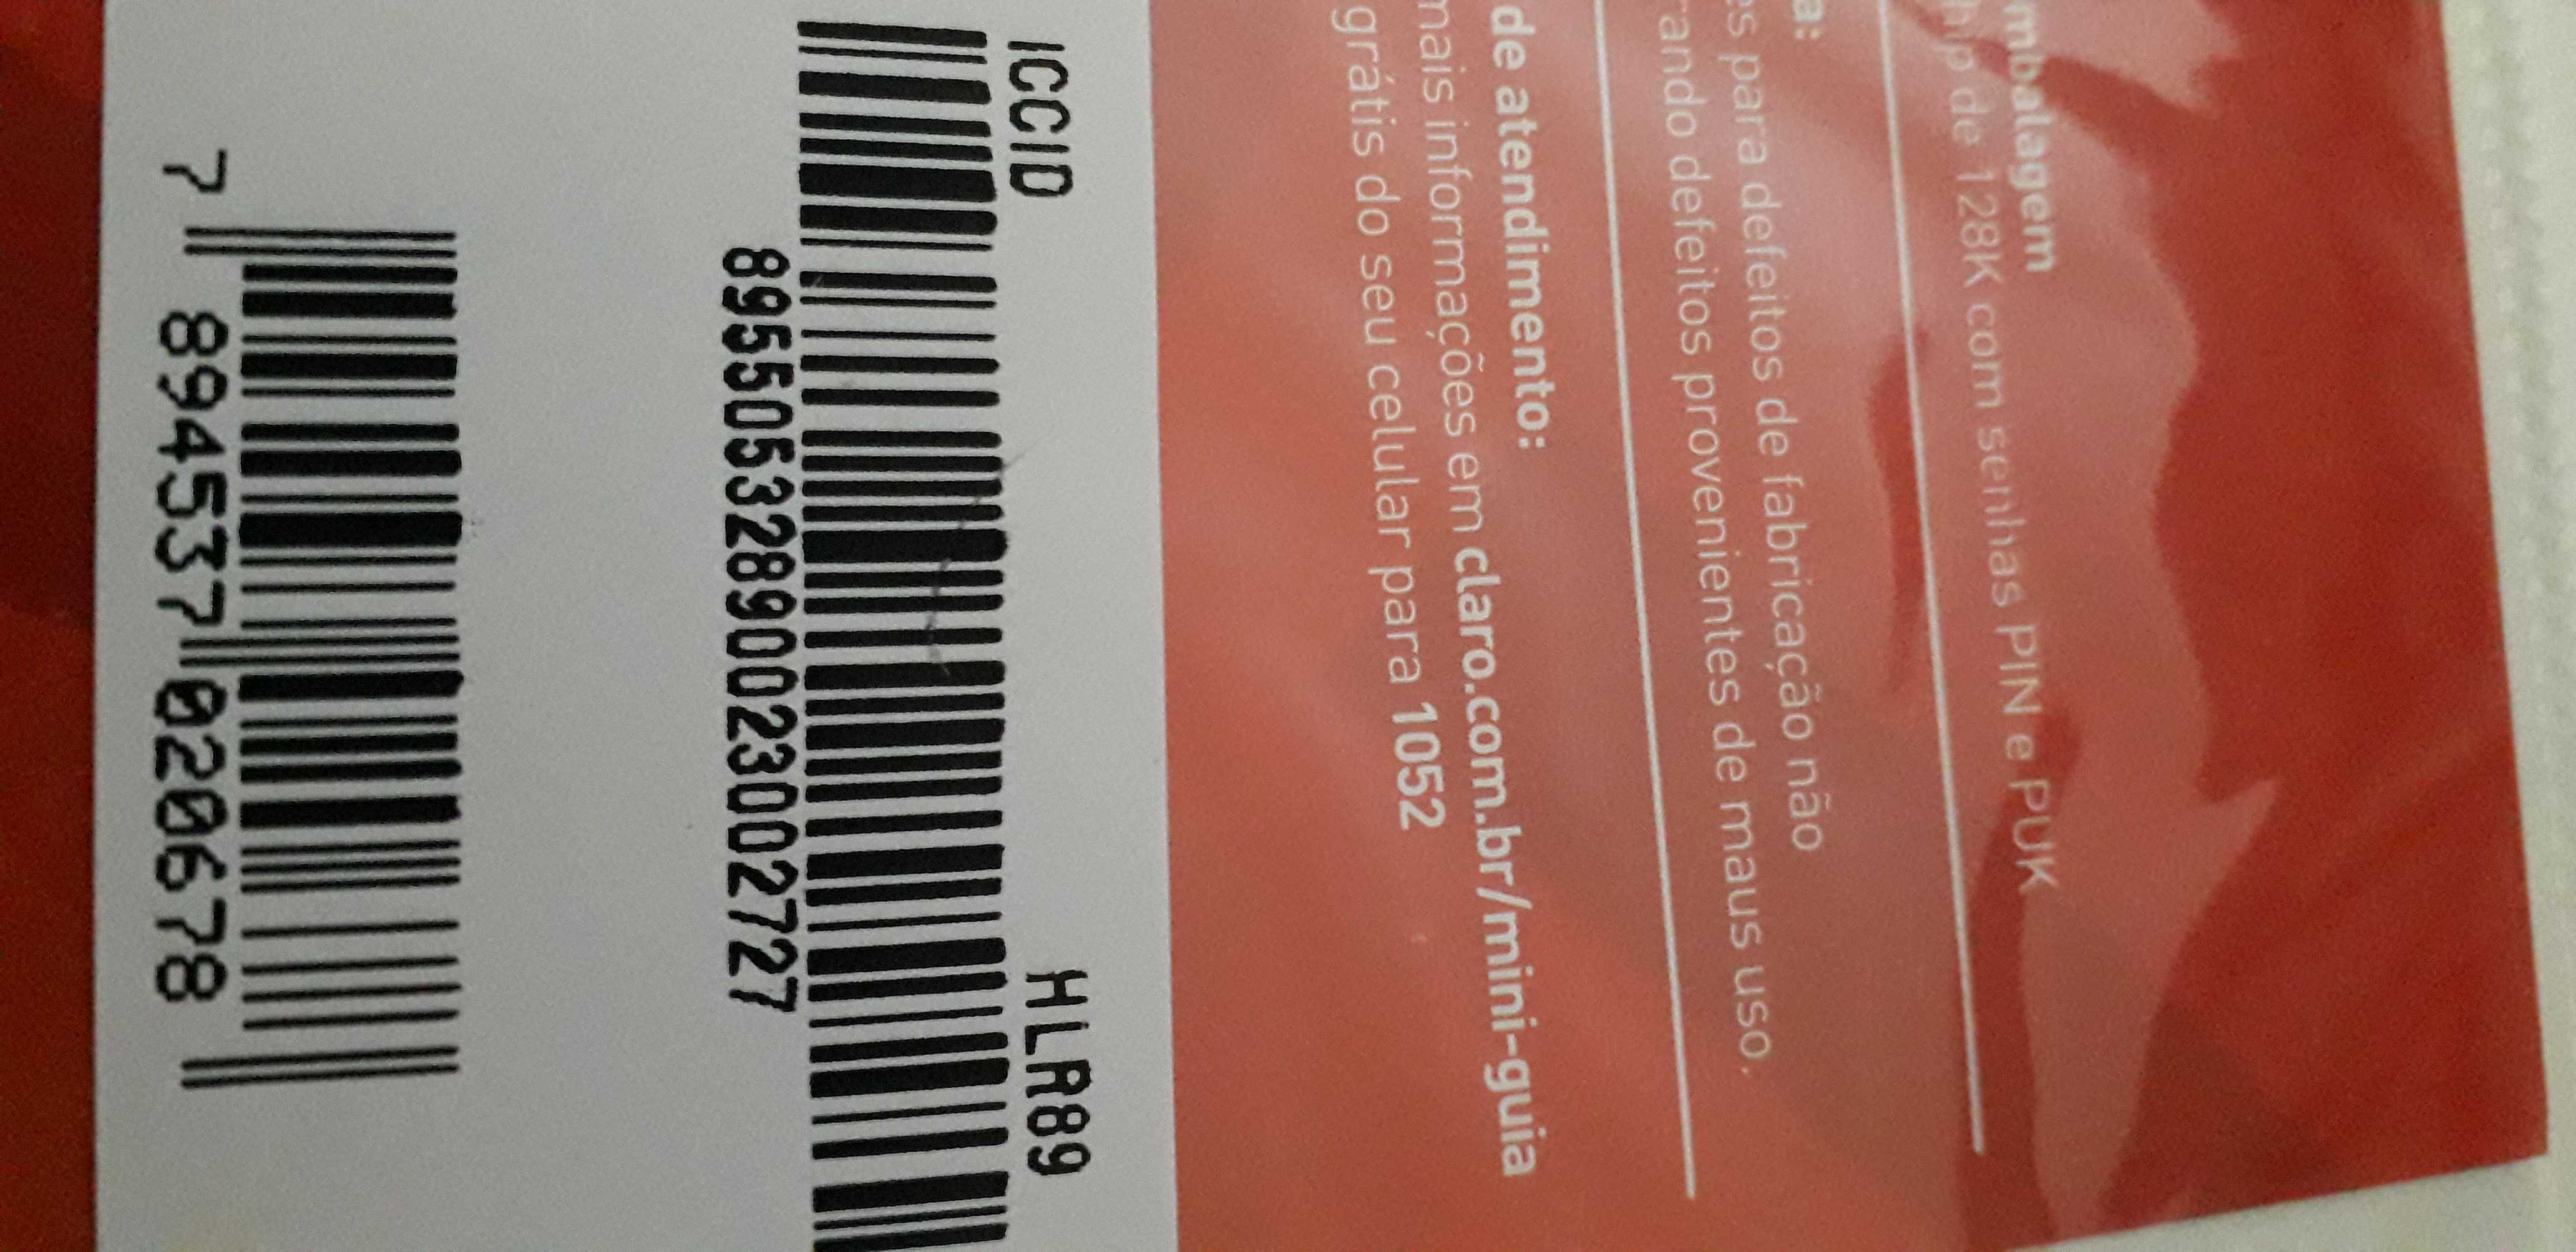 mbalagem
hip de 128K com senhas PIN e PUK
a:
es para defeitos de fabricação não
rando defeitos provenientes de maus uso.
de atendimento:
mais informações em claro.com.br/mini-guia
grátis do seu celular para 1052
ICCID HLR89
89550532890023002727
7 894537 020678